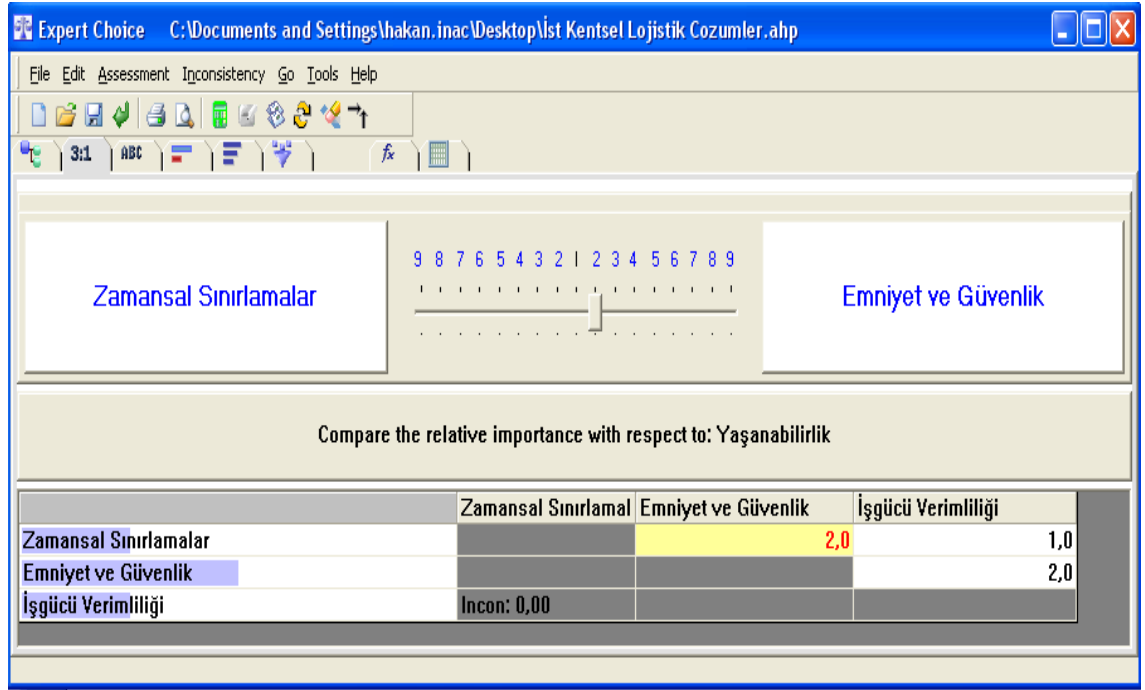 Expert Choice C:\Documents and Settings\hakan.inac\Desktop\İst Kentsel Lojistik Cozumler.ahp
File Edit Assessment Inconsistency Go Tools Help
3:1 ABC fx
9 8 7 6 5 4 3 2 1 2 3 4 5 6 7 8 9
Zamansal Sınırlamalar Emniyet ve Güvenlik
Compare the relative importance with respect to: Yaşanabilirlik
Zamansal Sınırlamal Emniyet ve Güvenlik İşgücü Verimliliği
Zamansal Sınırlamalar 2,0 1,0
Emniyet ve Güvenlik 2,0
İşgücü Verimliliği Incon: 0,00